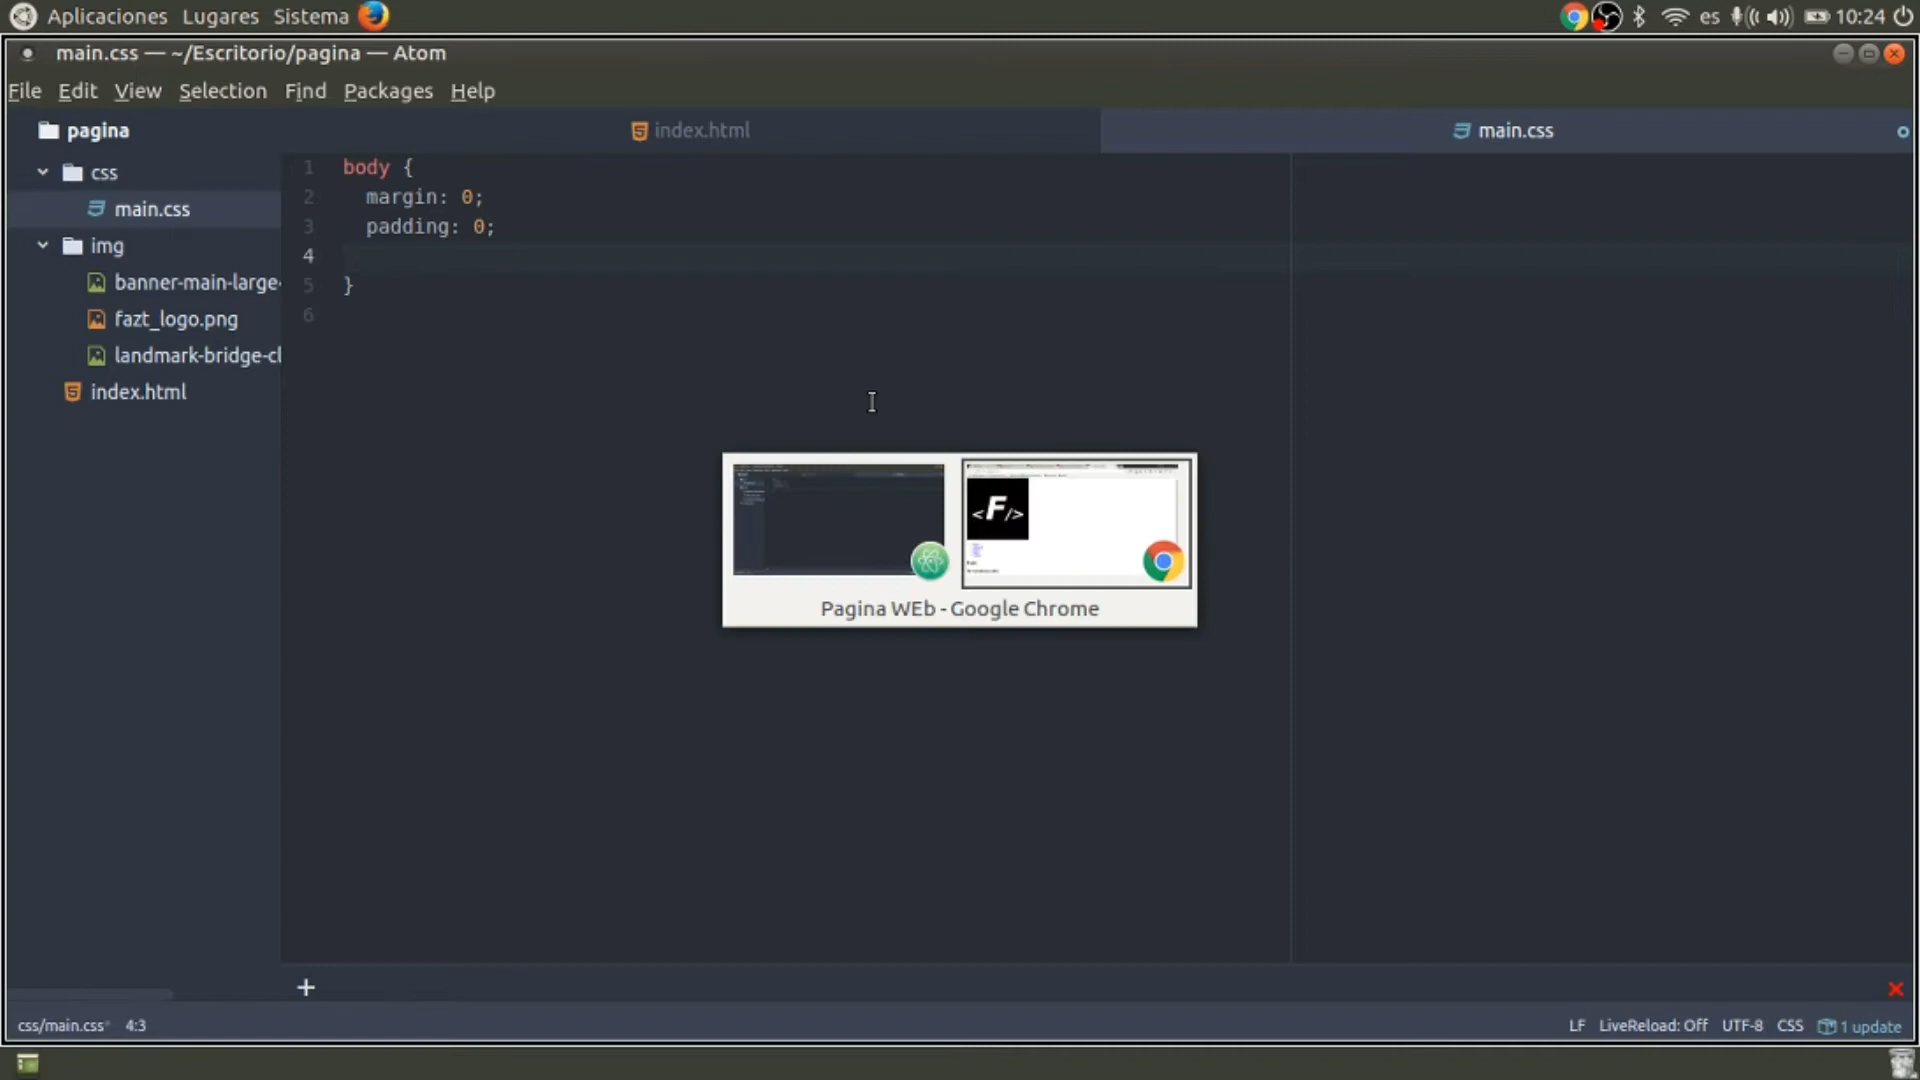 Aplicaciones Lugares Sistema es 10:24
main.css — ~/Escritorio/pagina — Atom
File Edit View Selection Find Packages Help
pagina
css
main.css
img
banner-main-large-
fazt_logo.png
landmark-bridge-cl
index.html
index.html
main.css
1 body {
2 margin: 0;
3 padding: 0;
4
5 }
6
<F/>
Pagina WEb - Google Chrome
+
css/main.css* 4:3
LF LiveReload: Off UTF-8 CSS 1 update